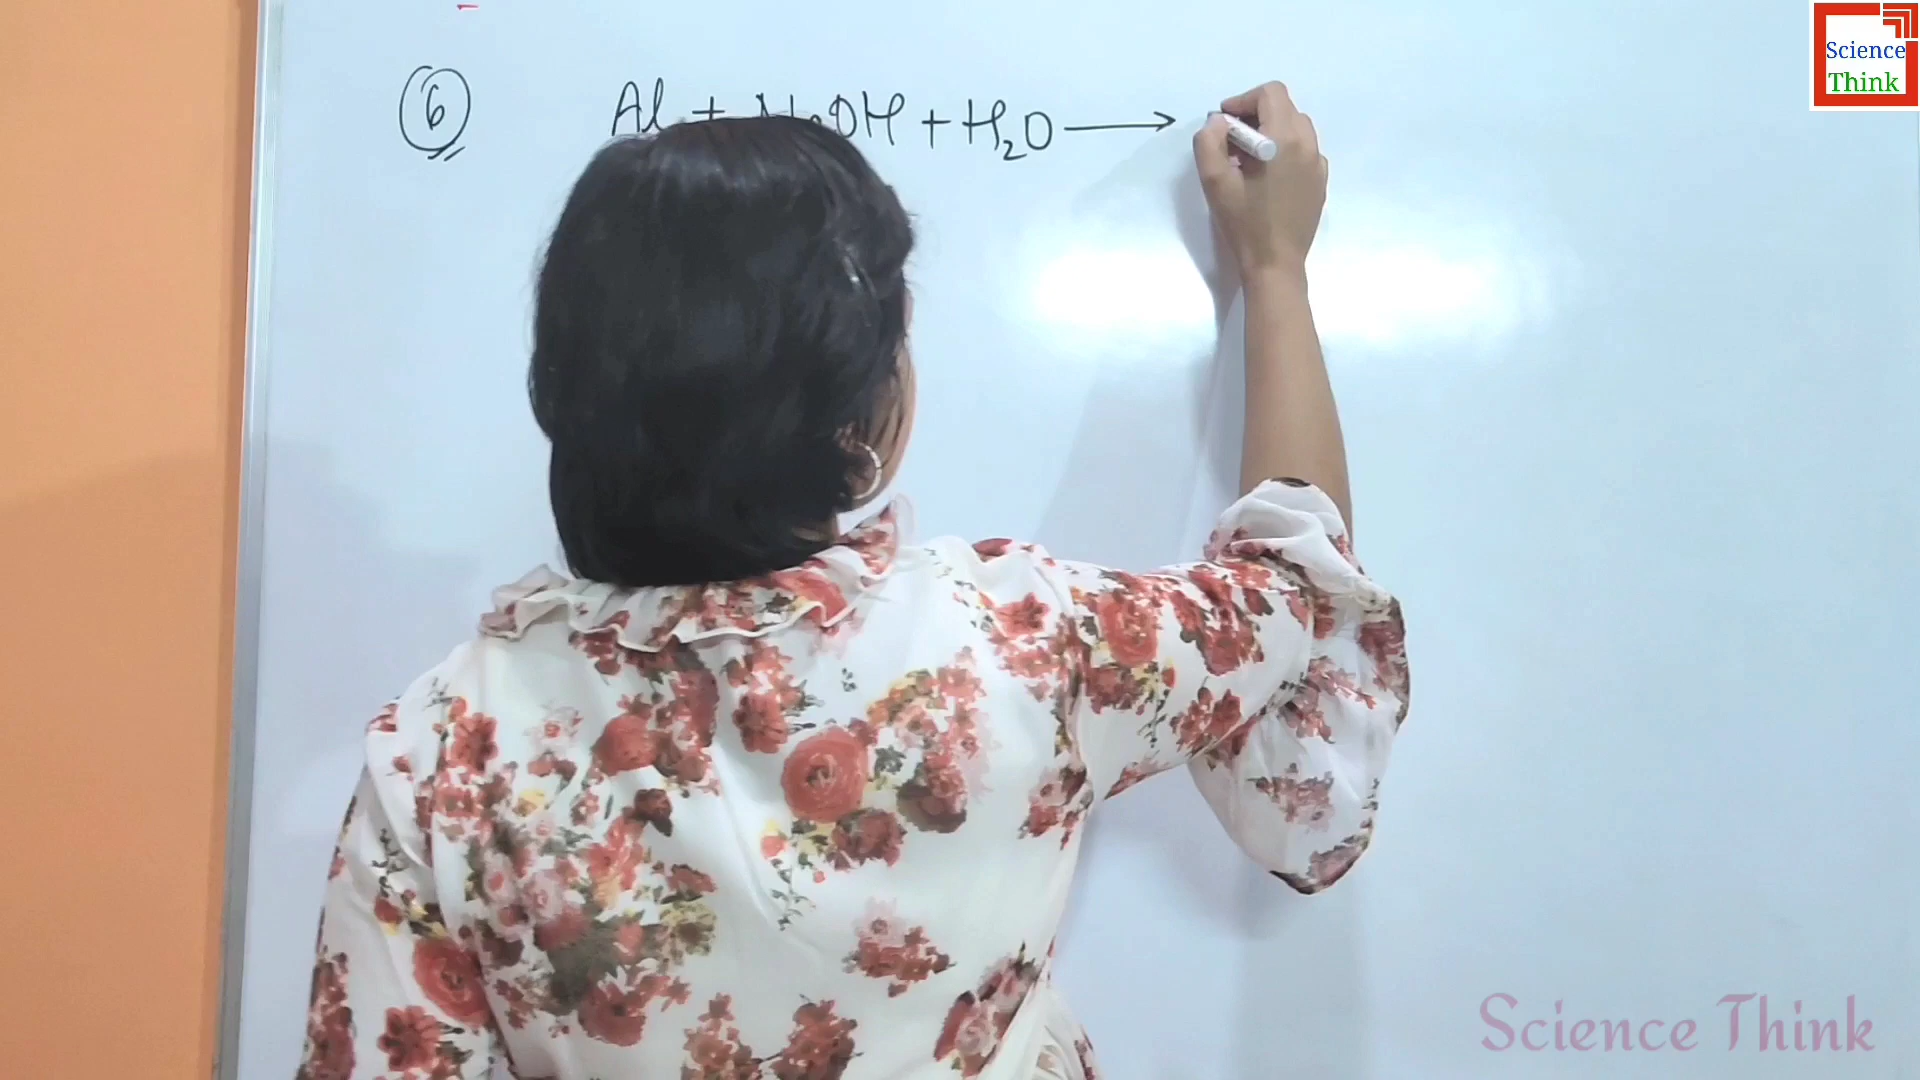 Science
Think
6 Al + NaOH + H₂O ⟶
Science Think